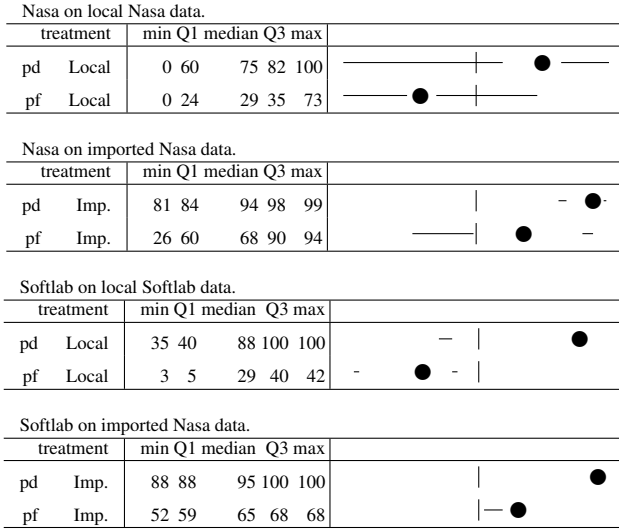 Nasa on local Nasa data.
treatment min Q1 median Q3 max
pd Local 0 60 75 82 100
pf Local 0 24 29 35 73
Nasa on imported Nasa data.
treatment min Q1 median Q3 max
pd Imp. 81 84 94 98 99
pf Imp. 26 60 68 90 94
Softlab on local Softlab data.
treatment min Q1 median Q3 max
pd Local 35 40 88 100 100
pf Local 3 5 29 40 42
Softlab on imported Nasa data.
treatment min Q1 median Q3 max
pd Imp. 88 88 95 100 100
pf Imp. 52 59 65 68 68